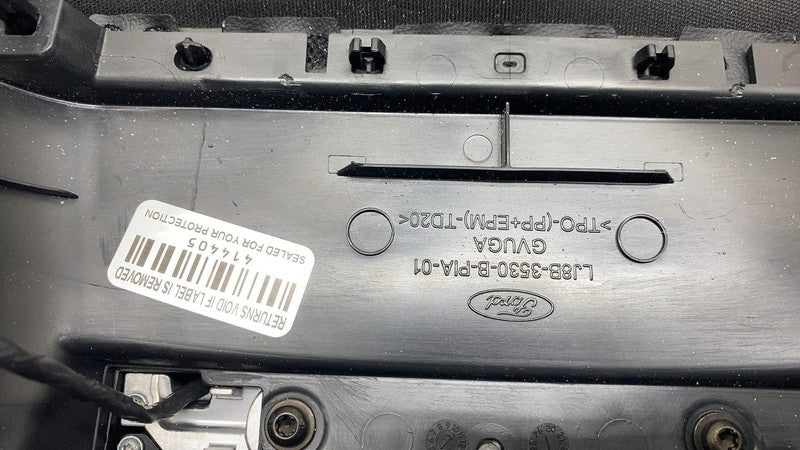 Ford
LJ8B-3530-B-PIA-01
GVUGA
>TPO-(PP+EPM)-TD20<
RETURNS VOID IF LABEL IS REMOVED
414405
SEALED FOR YOUR PROTECTION